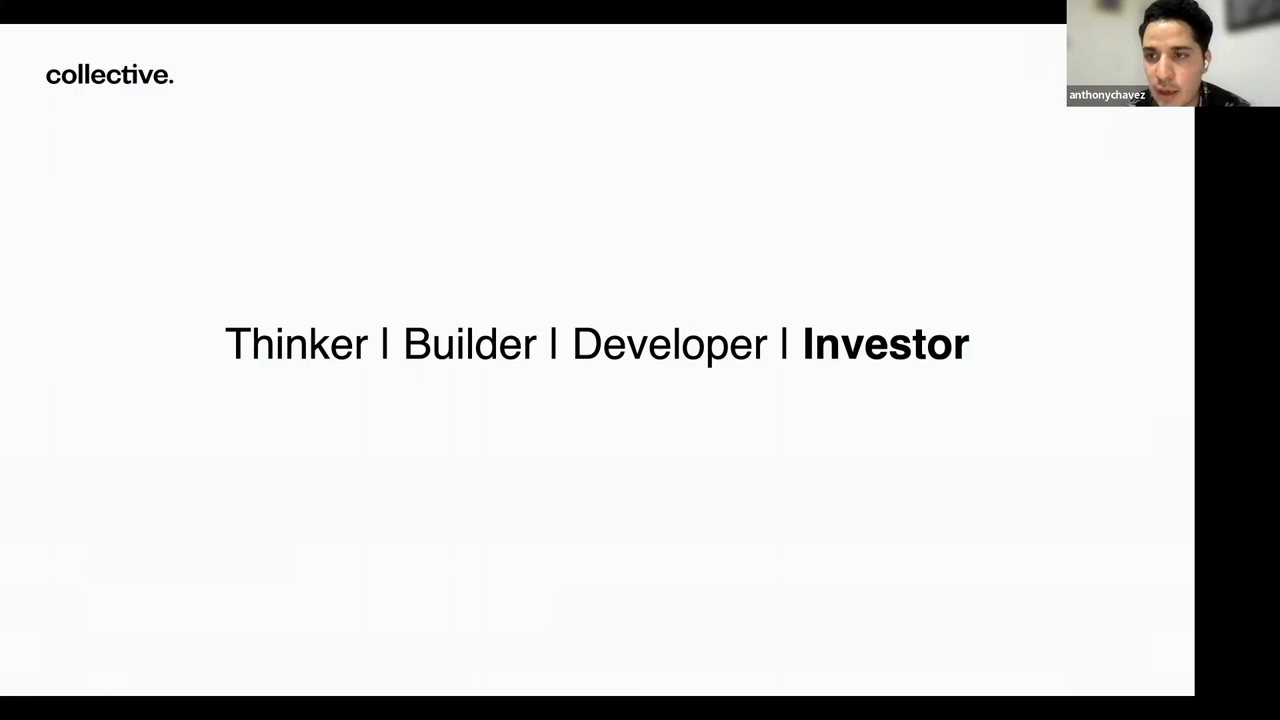 collective.
anthonychavez
Thinker | Builder | Developer | Investor